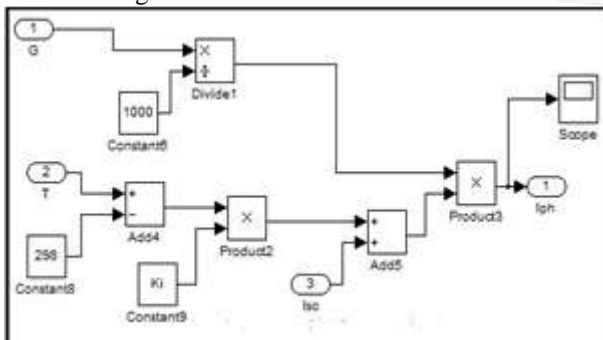 1
G
×
÷
Divide1
1000
Constant6
Scope
2
T
+
−
Add4
×
Product2
+
+
Add5
×
Product3
1
Iph
298
Constant8
Ki
Constant9
3
Isc